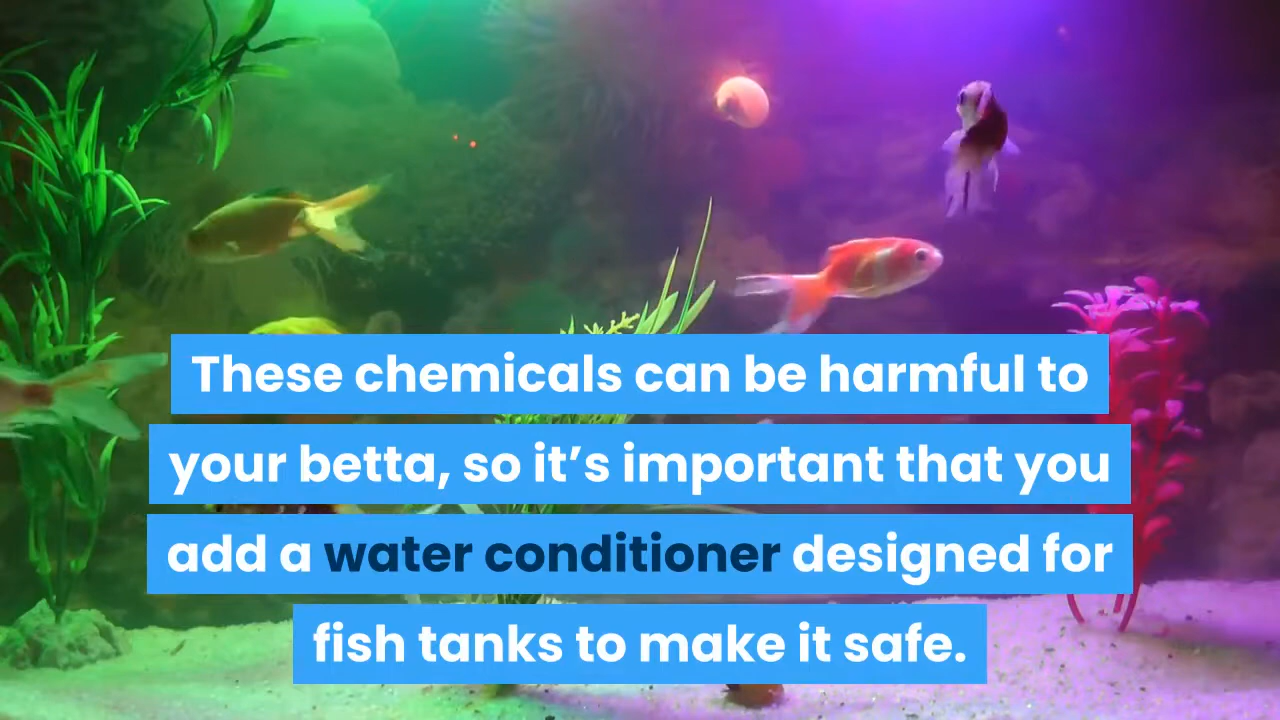 These chemicals can be harmful to
your betta, so it’s important that you
add a water conditioner designed for
fish tanks to make it safe.